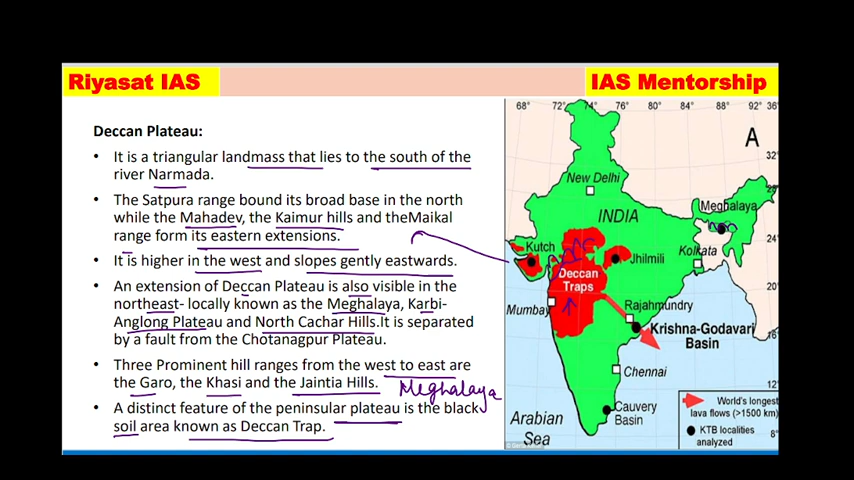 Riyasat IAS
IAS Mentorship
Deccan Plateau:
• It is a triangular landmass that lies to the south of the
river Narmada.
• The Satpura range bound its broad base in the north
while the Mahadev, the Kaimur hills and theMaikal
range form its eastern extensions.
• It is higher in the west and slopes gently eastwards.
• An extension of Deccan Plateau is also visible in the
northeast- locally known as the Meghalaya, Karbi-
Anglong Plateau and North Cachar Hills.It is separated
by a fault from the Chotanagpur Plateau.
• Three Prominent hill ranges from the west to east are
the Garo, the Khasi and the Jaintia Hills.
Meghalaya
• A distinct feature of the peninsular plateau is the black
soil area known as Deccan Trap.
68° 72° 74° 76° 80° 84° 88° 92 36°
A
32°
New Delhi
28°
Meghalaya
INDIA
24°
Kutch
Kolkata
Jhilmili
Deccan
Traps
20°
Mumbai
Rajahmundry
Krishna-Godavari
Basin
16°
Chennai
12°
World's longest
lava flows (>1500 km)
Cauvery
Basin
Arabian
Sea
KTB localities
analyzed
8°